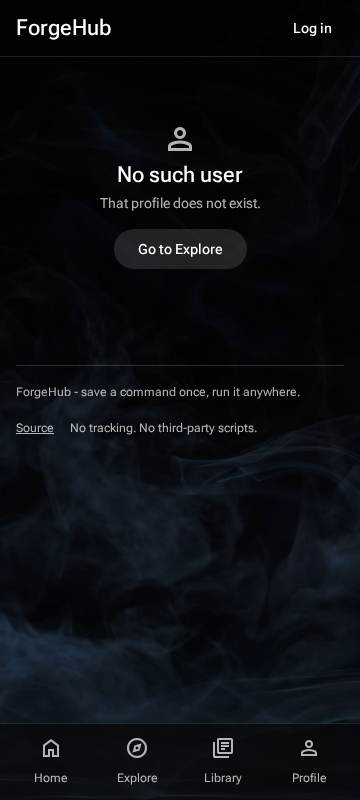 ForgeHub
Log in
No such user
That profile does not exist.
Go to Explore
ForgeHub - save a command once, run it anywhere.
Source No tracking. No third-party scripts.
Home Explore Library Profile